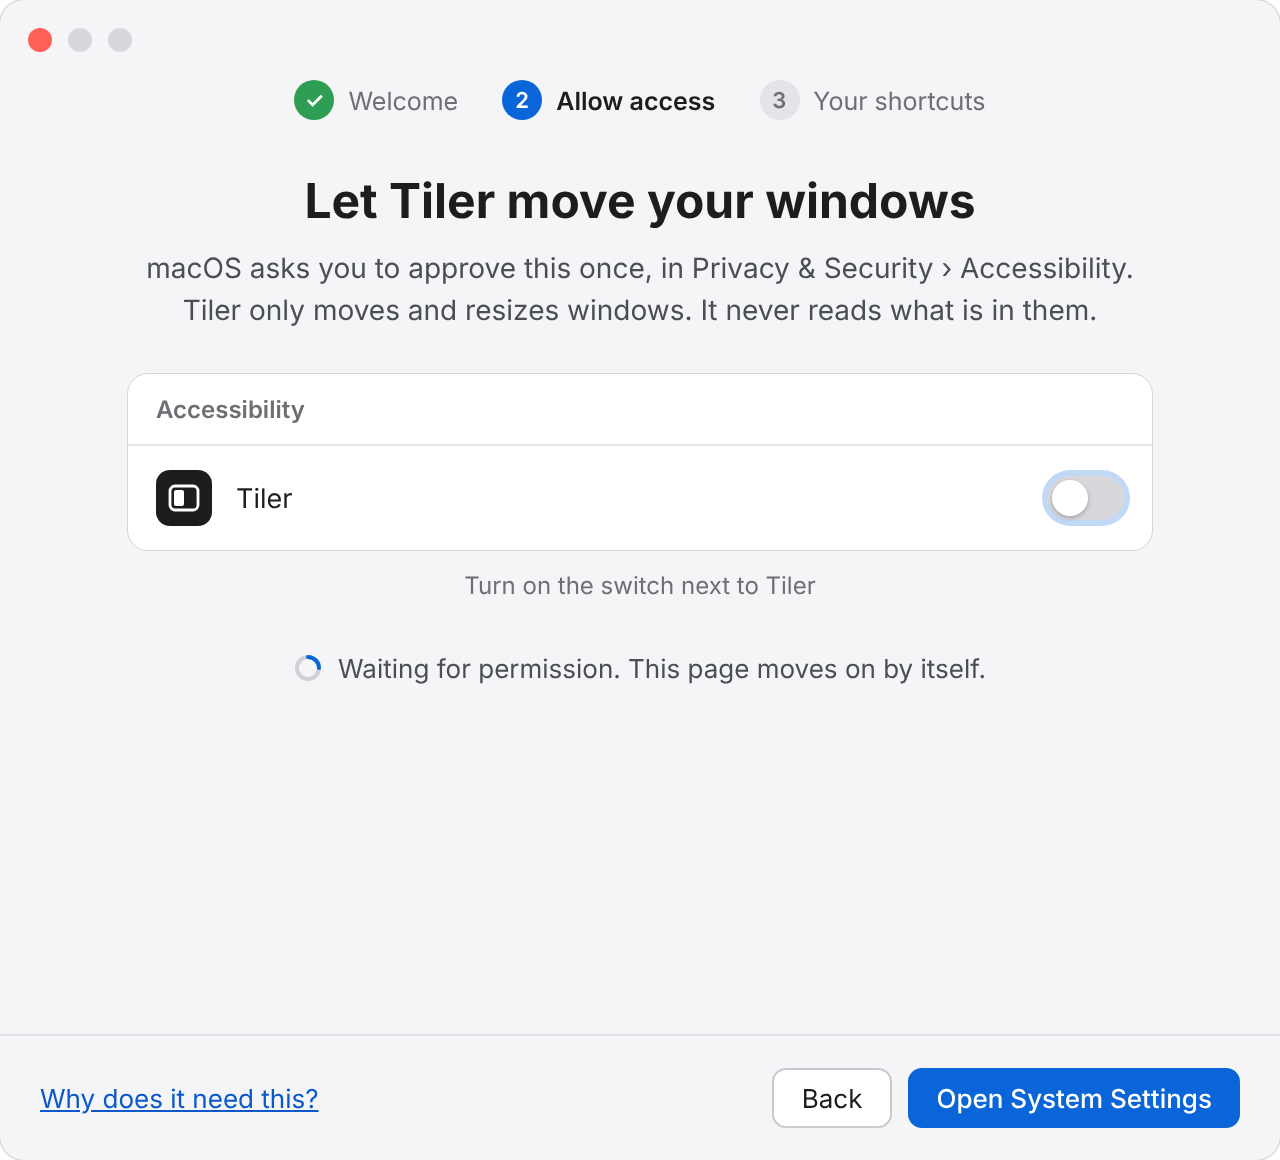 Welcome
2 Allow access
3 Your shortcuts
Let Tiler move your windows
macOS asks you to approve this once, in Privacy & Security › Accessibility.
Tiler only moves and resizes windows. It never reads what is in them.
Accessibility
Tiler
Turn on the switch next to Tiler
Waiting for permission. This page moves on by itself.
Why does it need this?
Back
Open System Settings